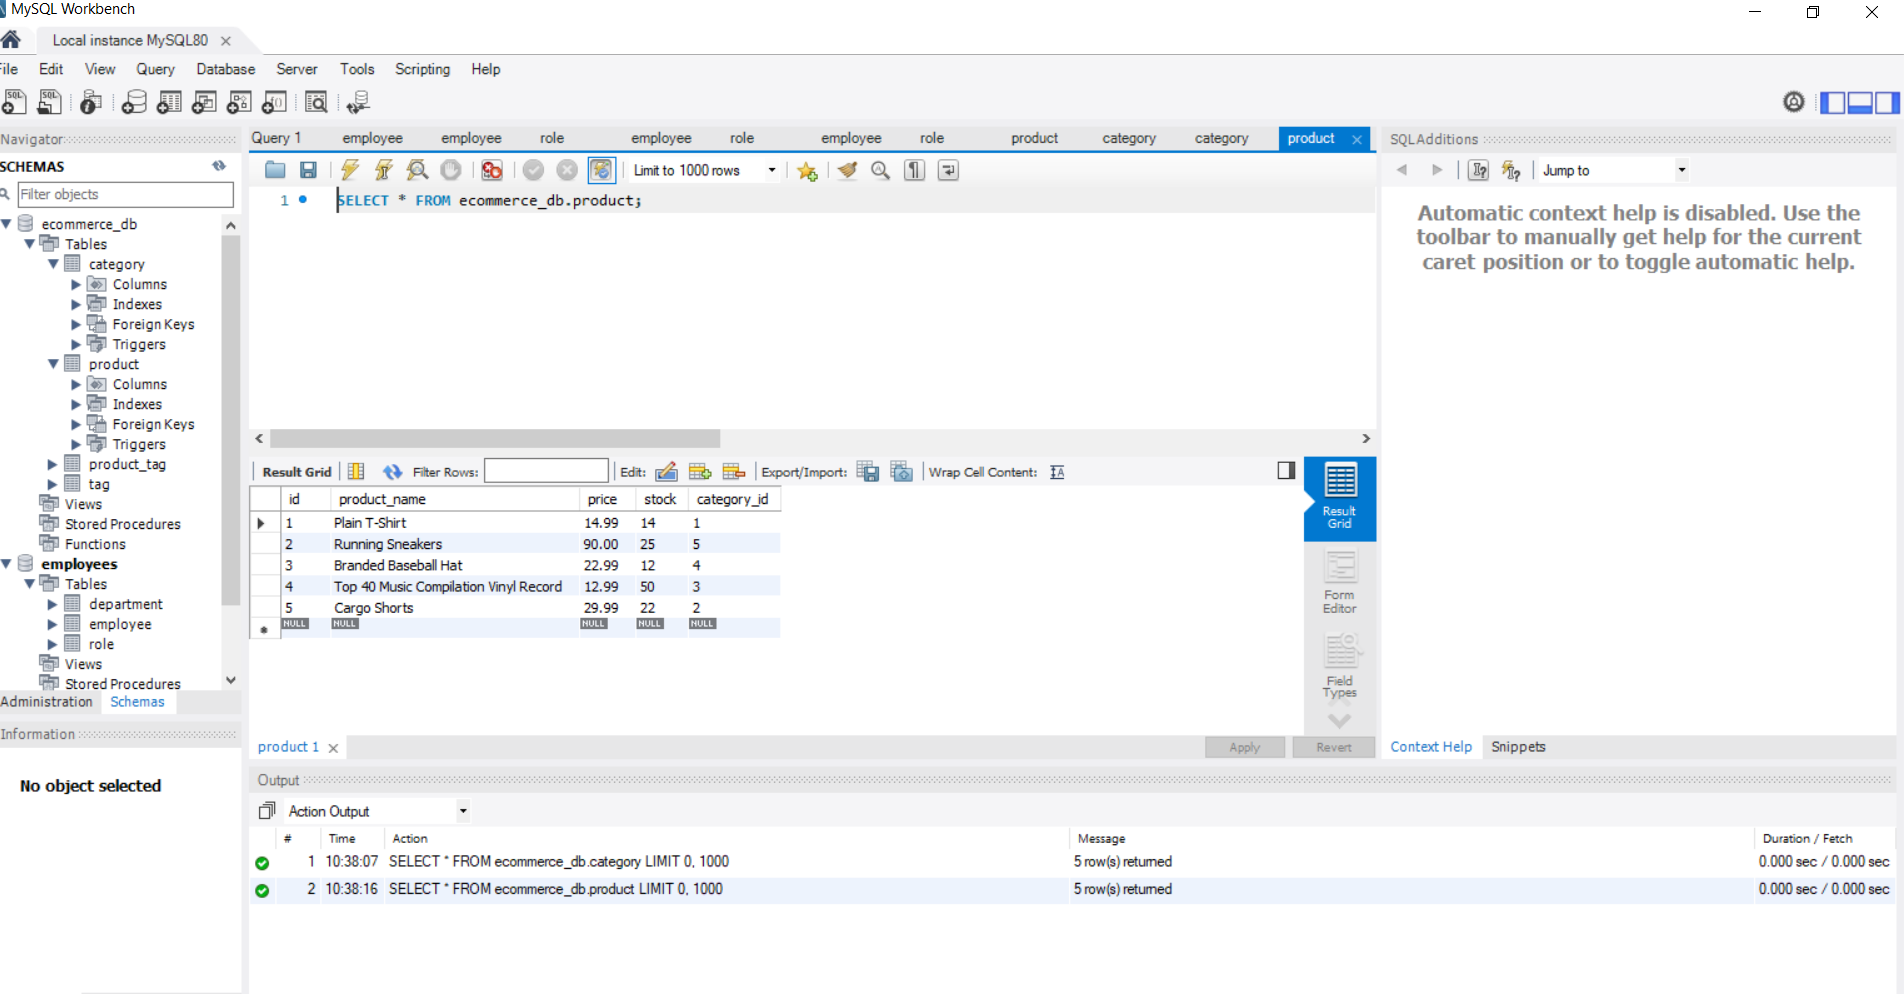 MySQL Workbench
Local instance MySQL80
File Edit View Query Database Server Tools Scripting Help
Navigator
SCHEMAS
Filter objects
ecommerce_db
Tables
category
Columns
Indexes
Foreign Keys
Triggers
product
Columns
Indexes
Foreign Keys
Triggers
product_tag
tag
Views
Stored Procedures
Functions
employees
Tables
department
employee
role
Views
Stored Procedures
Administration Schemas
Information
No object selected
Query 1 employee employee role employee role employee role product category category product
Limit to 1000 rows
1 SELECT * FROM ecommerce_db.product;
Result Grid Filter Rows: Edit: Export/Import: Wrap Cell Content:
id product_name price stock category_id
1 Plain T-Shirt 14.99 14 1
2 Running Sneakers 90.00 25 5
3 Branded Baseball Hat 22.99 12 4
4 Top 40 Music Compilation Vinyl Record 12.99 50 3
5 Cargo Shorts 29.99 22 2
NULL NULL NULL NULL NULL
Result
Grid
Form
Editor
Field
Types
product 1
Apply Revert
SQLAdditions
Jump to
Automatic context help is disabled. Use the
toolbar to manually get help for the current
caret position or to toggle automatic help.
Context Help Snippets
Output
Action Output
# Time Action Message Duration / Fetch
1 10:38:07 SELECT * FROM ecommerce_db.category LIMIT 0, 1000 5 row(s) returned 0.000 sec / 0.000 sec
2 10:38:16 SELECT * FROM ecommerce_db.product LIMIT 0, 1000 5 row(s) returned 0.000 sec / 0.000 sec